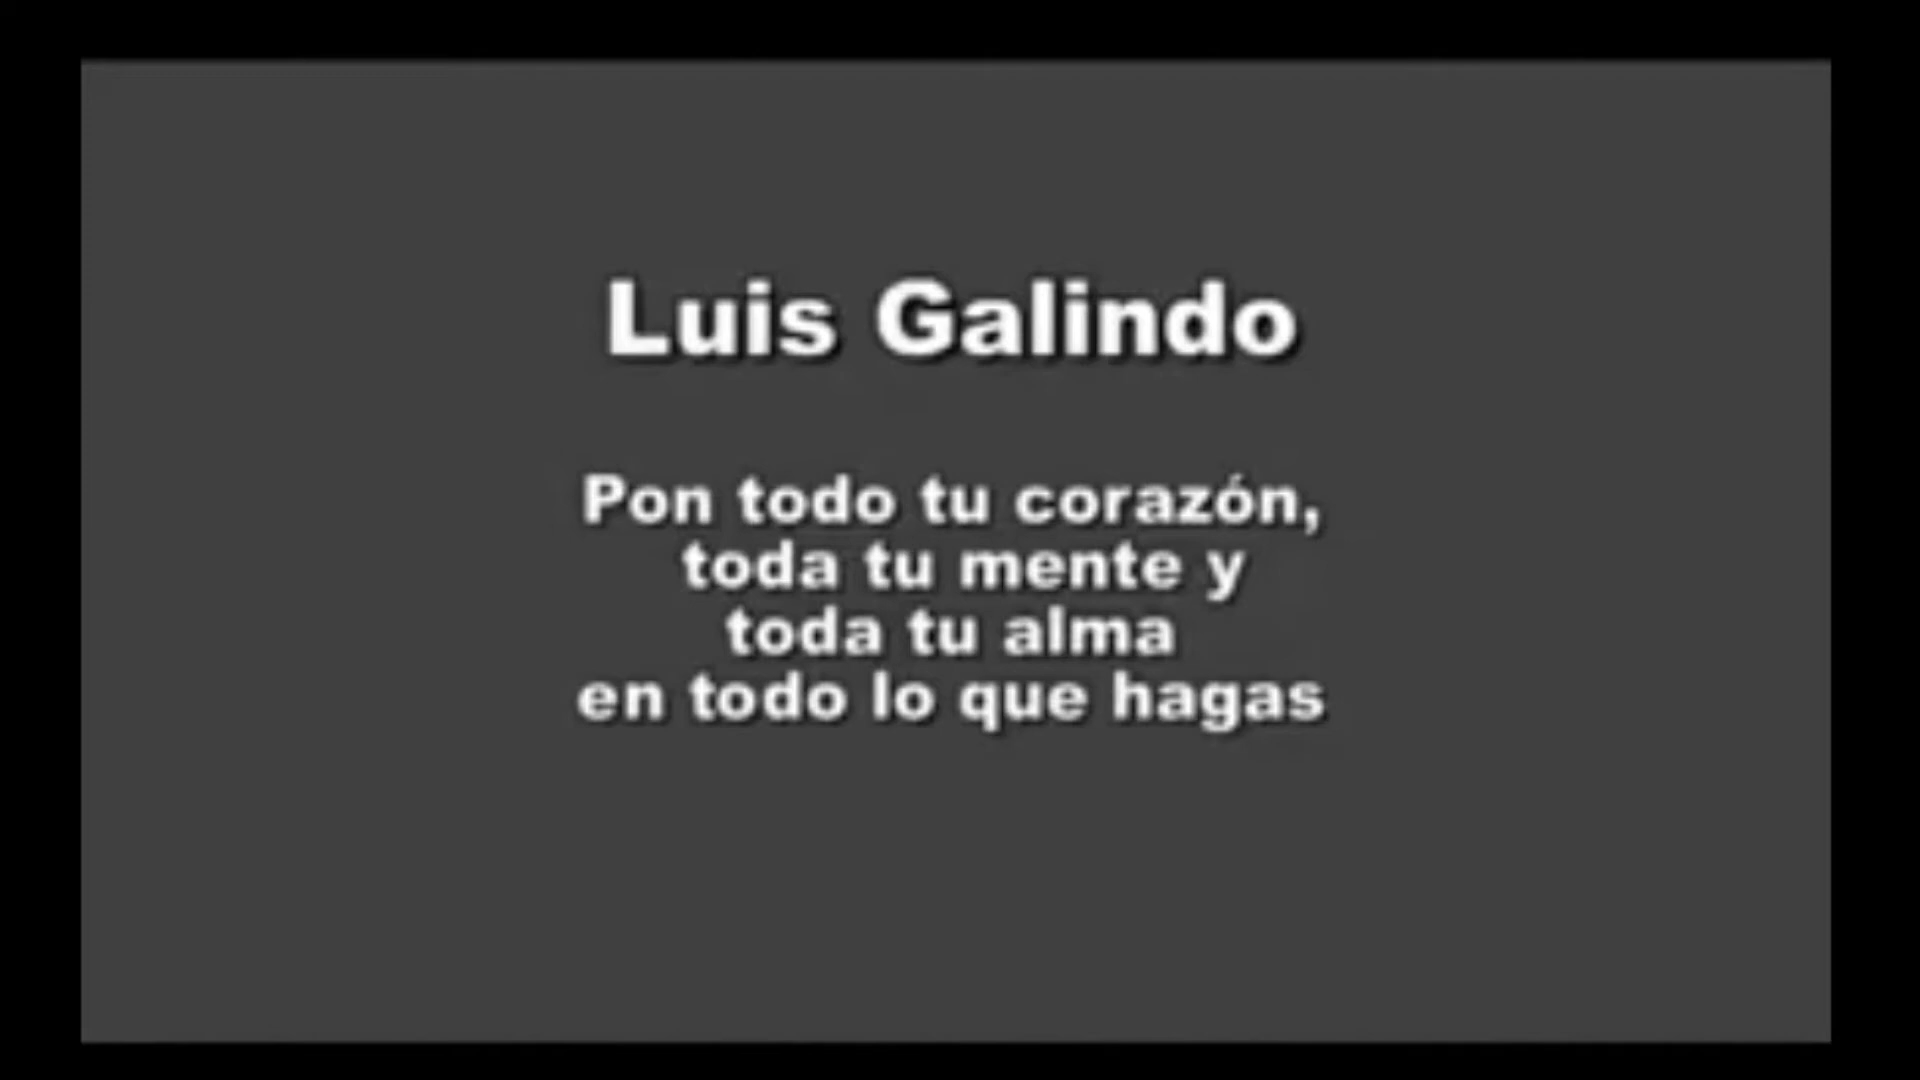 Luis Galindo
Pon todo tu corazón,
toda tu mente y
toda tu alma
en todo lo que hagas